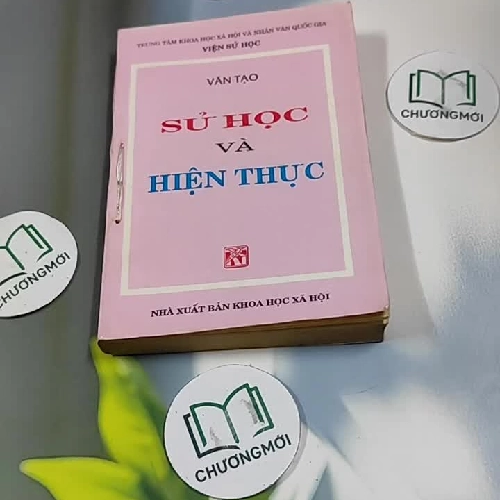 TRUNG TÂM KHOA HỌC XÃ HỘI VÀ NHÂN VĂN QUỐC GIA
VIỆN SỬ HỌC
VĂN TẠO
SỬ HỌC
VÀ
HIỆN THỰC
NHÀ XUẤT BẢN KHOA HỌC XÃ HỘI
CHƯƠNGMỚI
CHƯƠNGMỚI
CHƯƠNGMỚI